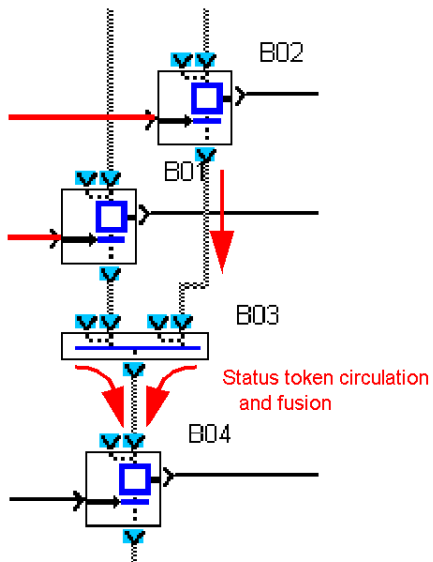 B02
B01
B03
Status token circulation
and fusion
B04